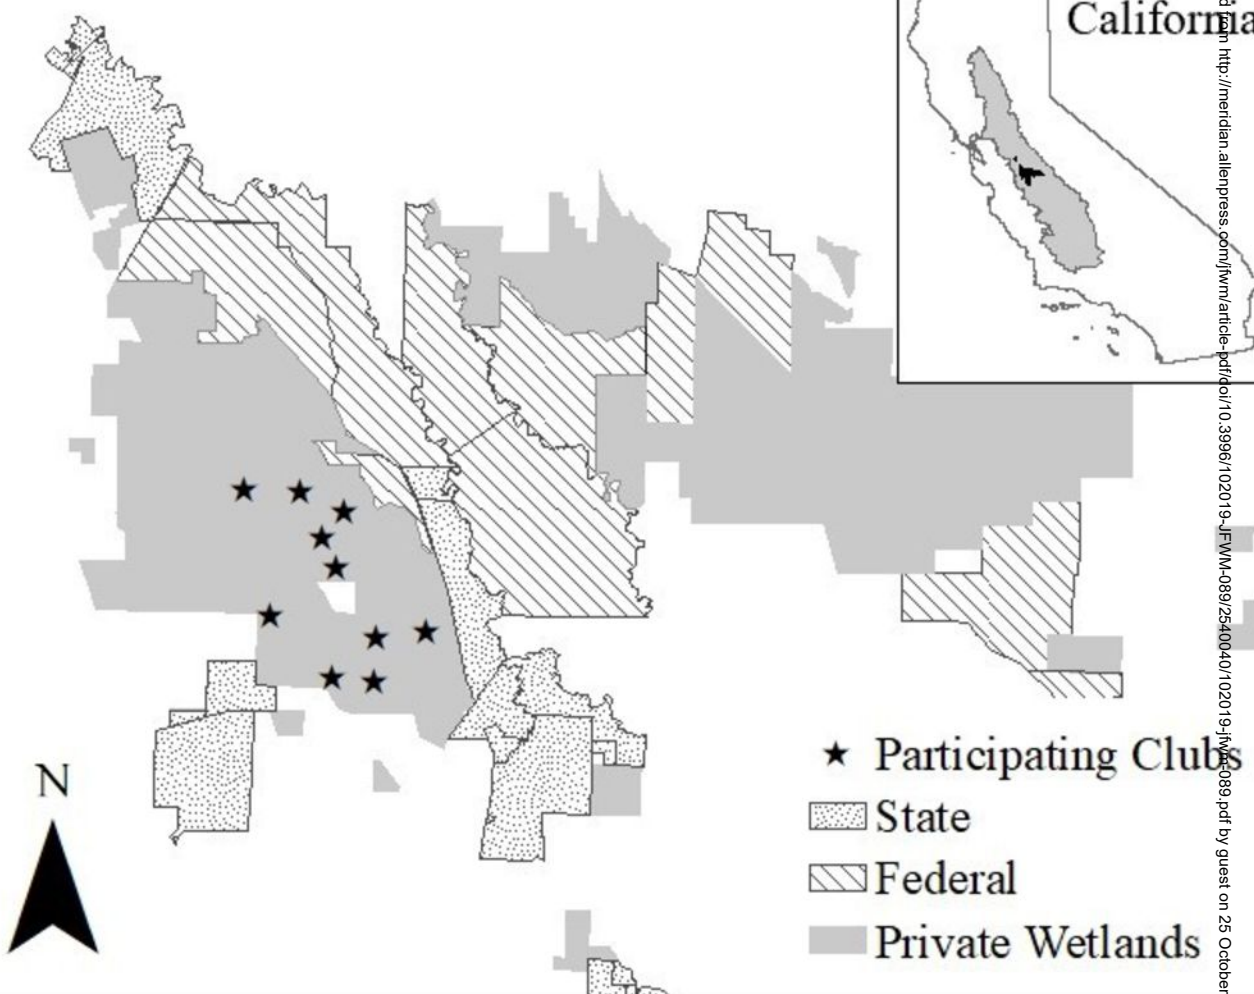 California
N
Participating Clubs
State
Federal
Private Wetlands
d from http://meridian.allenpress.com/jfwm/article-pdf/doi/10.3996/102019-JFWM-089/2540040/102019-jfwm-089.pdf by guest on 25 October